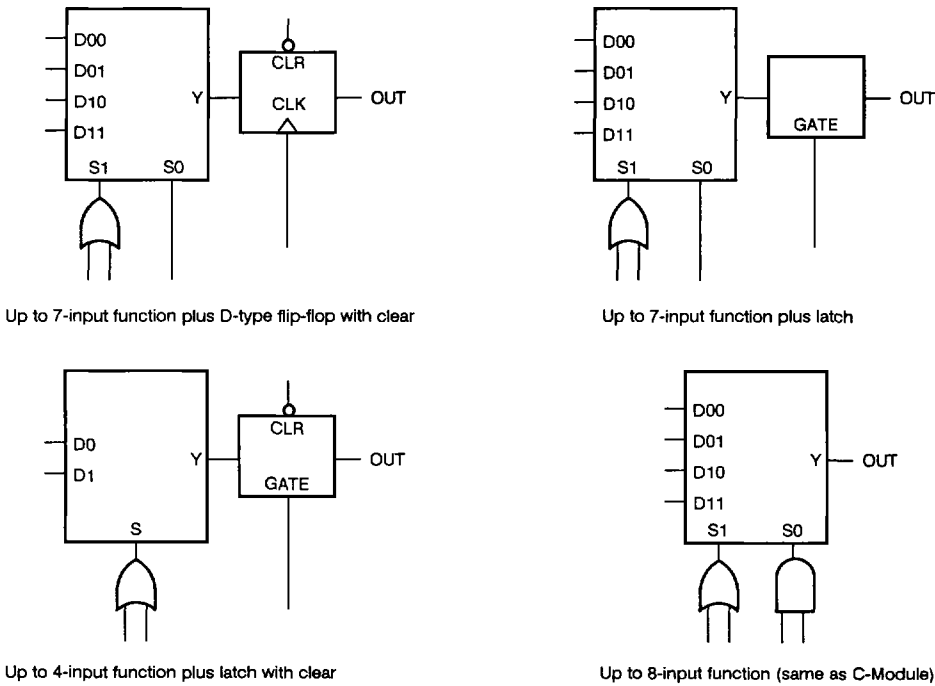 D00
D01
D10
D11
Y
S1 S0
CLR
CLK
OUT
Up to 7-input function plus D-type flip-flop with clear
D00
D01
D10
D11
Y
S1 S0
GATE
OUT
Up to 7-input function plus latch
D0
D1
Y
S
CLR
GATE
OUT
Up to 4-input function plus latch with clear
D00
D01
D10
D11
Y
OUT
S1 S0
Up to 8-input function (same as C-Module)